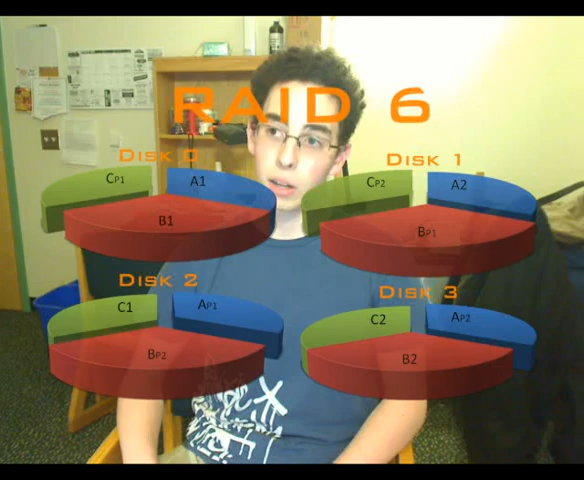 RAID 6
Disk 0
Disk 1
CP1
A1
B1
CP2
A2
BP1
Disk 2
Disk 3
C1
AP1
BP2
C2
AP2
B2